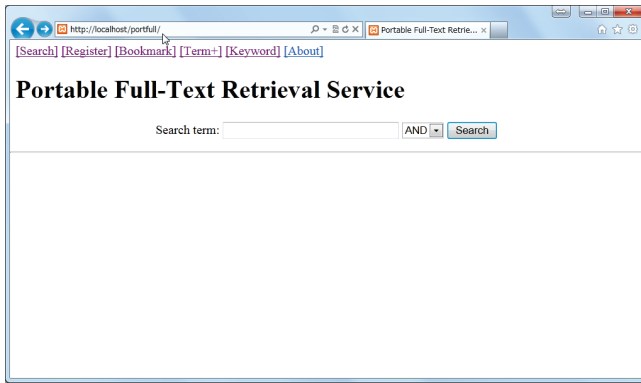 http://localhost/portfull/
Portable Full-Text Retrie...
[Search] [Register] [Bookmark] [Term+] [Keyword] [About]
Portable Full-Text Retrieval Service
Search term: AND Search